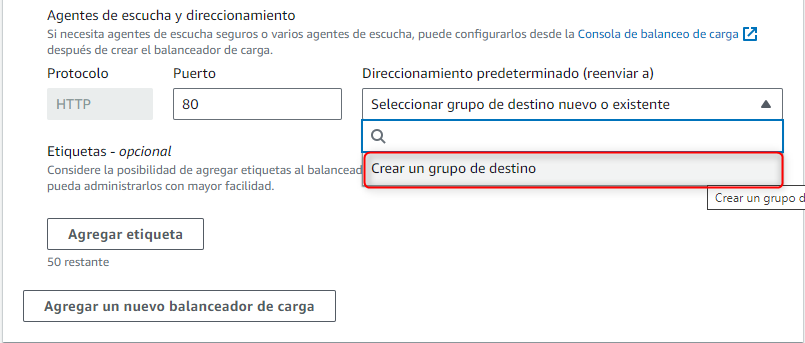 Agentes de escucha y direccionamiento
Si necesita agentes de escucha seguros o varios agentes de escucha, puede configurarlos desde la Consola de balanceo de carga
después de crear el balanceador de carga.
Protocolo Puerto Direccionamiento predeterminado (reenviar a)
HTTP 80 Seleccionar grupo de destino nuevo o existente
Etiquetas - opcional
Considere la posibilidad de agregar etiquetas al balanceador
Crear un grupo de destino
pueda administrarlos con mayor facilidad.
Crear un grupo d
Agregar etiqueta
50 restante
Agregar un nuevo balanceador de carga